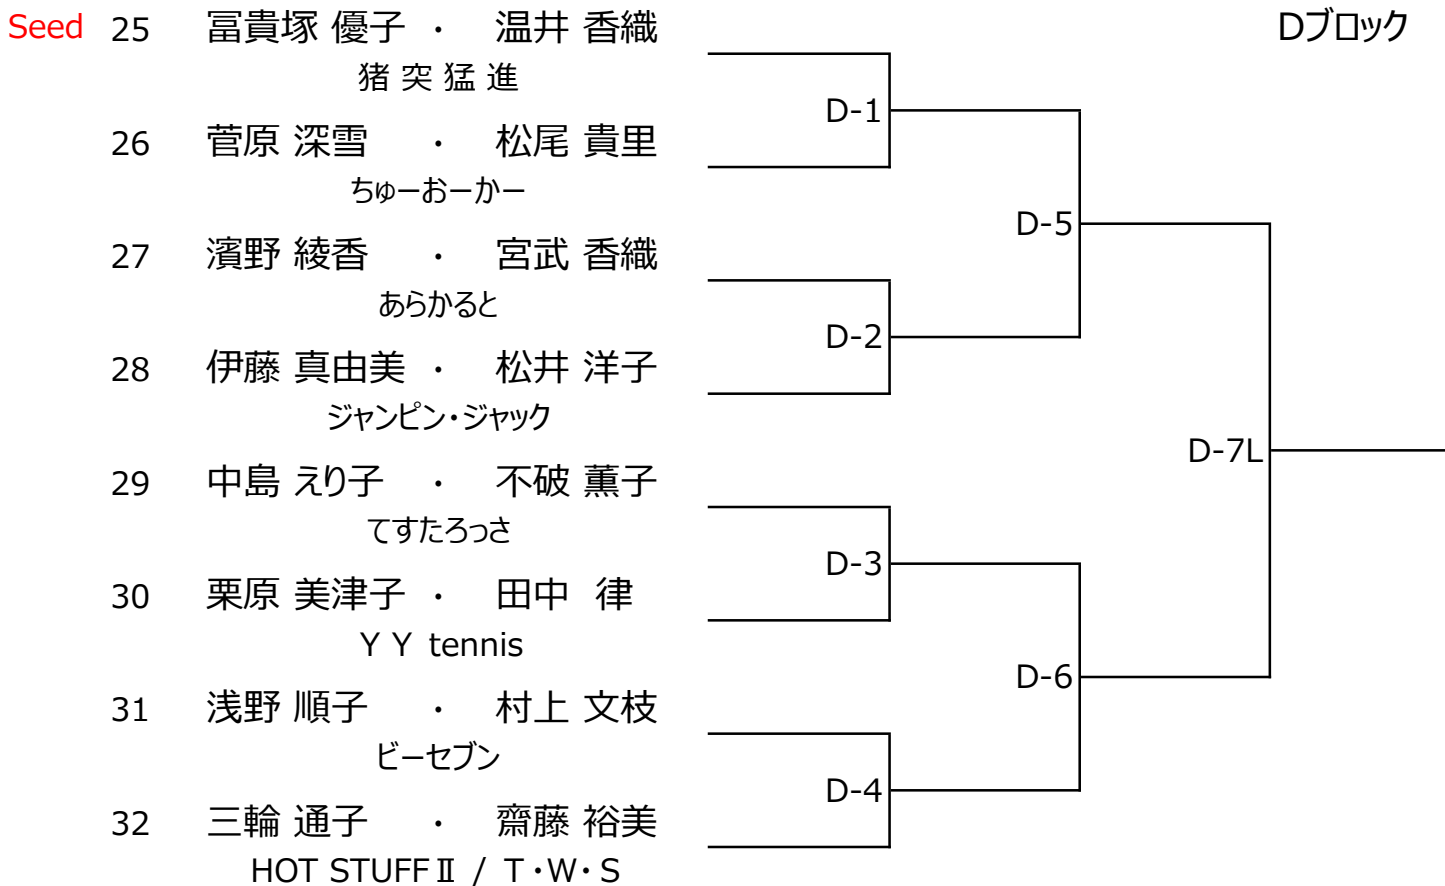 Seed 25 冨貴塚 優子 ・ 温井 香織 Dブロック
猪 突 猛 進
D-1
26 菅原 深雪 ・ 松尾 貴里
ちゅーおーかー
D-5
27 濱野 綾香 ・ 宮武 香織
あらかると
D-2
28 伊藤 真由美 ・ 松井 洋子
ジャンピン・ジャック
D-7L
29 中島 えり子 ・ 不破 薫子
てすたろっさ
D-3
30 栗原 美津子 ・ 田中 律
Y Y tennis
D-6
31 浅野 順子 ・ 村上 文枝
ビーセブン
D-4
32 三輪 通子 ・ 齋藤 裕美
HOT STUFFⅡ / T・W・S